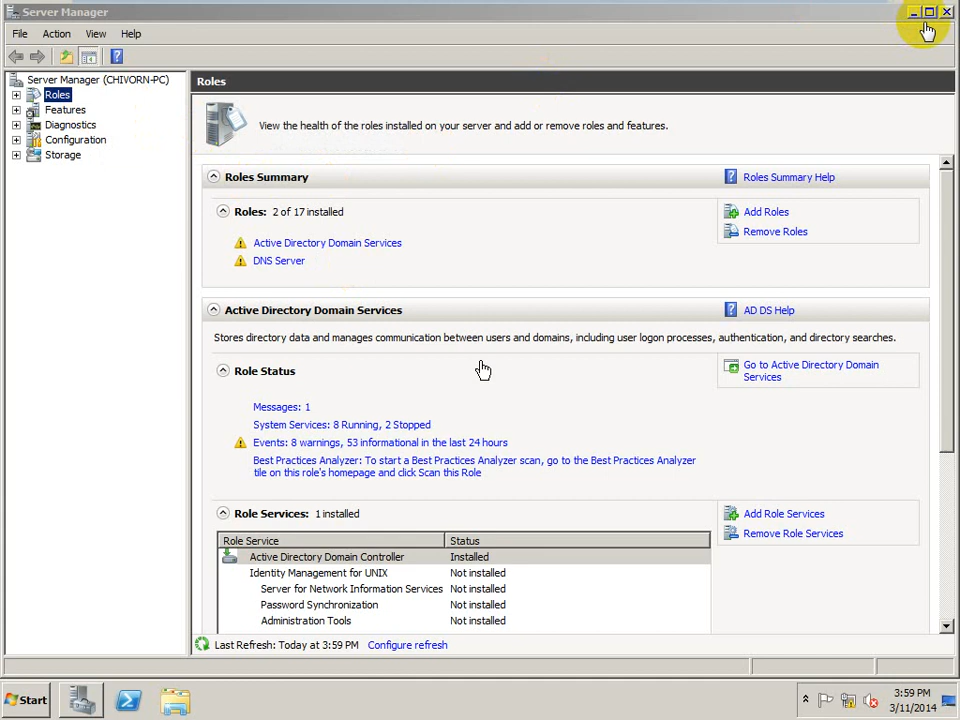 Server Manager
File Action View Help
Server Manager (CHIVORN-PC)
Roles
Features
Diagnostics
Configuration
Storage
Roles
View the health of the roles installed on your server and add or remove roles and features.
Roles Summary
Roles Summary Help
Roles: 2 of 17 installed
Add Roles
Remove Roles
Active Directory Domain Services
DNS Server
Active Directory Domain Services
AD DS Help
Stores directory data and manages communication between users and domains, including user logon processes, authentication, and directory searches.
Role Status
Go to Active Directory Domain
Services
Messages: 1
System Services: 8 Running, 2 Stopped
Events: 8 warnings, 53 informational in the last 24 hours
Best Practices Analyzer: To start a Best Practices Analyzer scan, go to the Best Practices Analyzer
tile on this role's homepage and click Scan this Role
Role Services: 1 installed
Add Role Services
Remove Role Services
Role Service Status
Active Directory Domain Controller Installed
Identity Management for UNIX Not installed
Server for Network Information Services Not installed
Password Synchronization Not installed
Administration Tools Not installed
Last Refresh: Today at 3:59 PM Configure refresh
Start
3:59 PM
3/11/2014